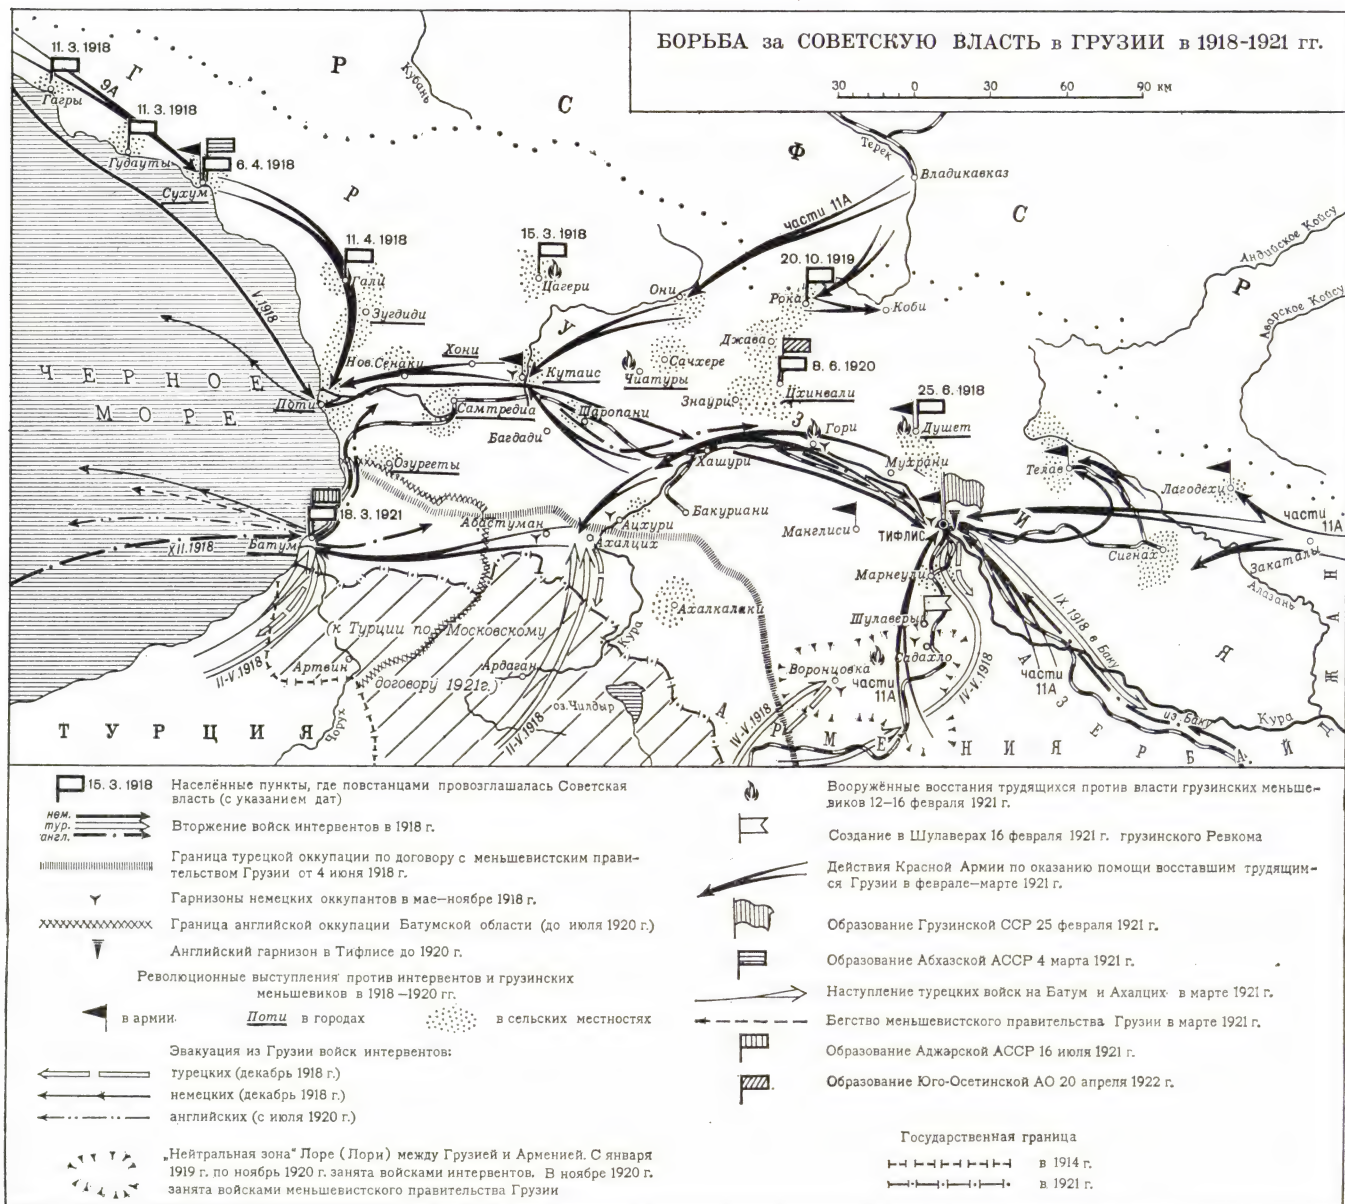 БОРЬБА за СОВЕТСКУЮ ВЛАСТЬ в ГРУЗИИ в 1918-1921 гг.
30 0 30 60 90 км
Р С Ф С Р
Г Р У З И Я
11. 3. 1918
Гагры
9А
11. 3. 1918
Гудауты
6. 4. 1918
Сухум
Кубань
Терек
Владикавказ
части 11А
Андийское Койсу
Аварское Койсу
11. 4. 1918
Гали
15. 3. 1918
Цагери
Они
20. 10. 1919
Рока
Коби
V. 1918
Зугдиди
Хони
Нов. Сенаки
Кутаис
Чиатуры
Сачхере
Джава
8. 6. 1920
Цхинвали
Знаури
25. 6. 1918
Душет
ЧЕРНОЕ
МОРЕ
Поти
Самтредиа
Шаропани
Багдади
Гори
Хашури
Мухрани
Телав
Лагодехи
Озургеты
18. 3. 1921
Батум
XII. 1918
Абастуман
Ацхури
Ахалцих
Бакуриани
Манглиси
ТИФЛИС
части
11А
Закаталы
Сигнах
Алазань
Марнеули
Ахалкалаки
Шулаверы
Садахло
IX 1918 в Баку
(к Турции по Московскому
договору 1921г.)
Кура
Артвин
Ардаган
II-V. 1918
Воронцовка
части
11А
IV-V. 1918
части
11А
оз. Чилдыр
II-V. 1918
IV-V. 1918
Чорух
из Баку
Кура
ТУРЦИЯ
АРМЕНИЯ
АЗЕРБАЙДЖАН
15. 3. 1918 Населённые пункты, где повстанцами провозглашалась Советская
власть (с указанием дат)
нем.
тур.
англ.
Вторжение войск интервентов в 1918 г.
Граница турецкой оккупации по договору с меньшевистским прави-
тельством Грузии от 4 июня 1918 г.
Гарнизоны немецких оккупантов в мае-ноябре 1918 г.
Граница английской оккупации Батумской области (до июля 1920 г.)
Английский гарнизон в Тифлисе до 1920 г.
Революционные выступления против интервентов и грузинских
меньшевиков в 1918-1920 гг.
в армии Поти в городах в сельских местностях
Эвакуация из Грузии войск интервентов:
турецких (декабрь 1918 г.)
немецких (декабрь 1918 г.)
английских (с июля 1920 г.)
„Нейтральная зона" Лоре (Лори) между Грузией и Арменией. С января
1919 г. по ноябрь 1920 г. занята войсками интервентов. В ноябре 1920 г.
занята войсками меньшевистского правительства Грузии
Вооружённые восстания трудящихся против власти грузинских меньше-
виков 12-16 февраля 1921 г.
Создание в Шулаверах 16 февраля 1921 г. грузинского Ревкома
Действия Красной Армии по оказанию помощи восставшим трудящим-
ся Грузии в феврале-марте 1921 г.
Образование Грузинской ССР 25 февраля 1921 г.
Образование Абхазской АССР 4 марта 1921 г.
Наступление турецких войск на Батум и Ахалцих в марте 1921 г.
Бегство меньшевистского правительства Грузии в марте 1921 г.
Образование Аджарской АССР 16 июля 1921 г.
Образование Юго-Осетинской АО 20 апреля 1922 г.
Государственная граница
в 1914 г.
в 1921 г.